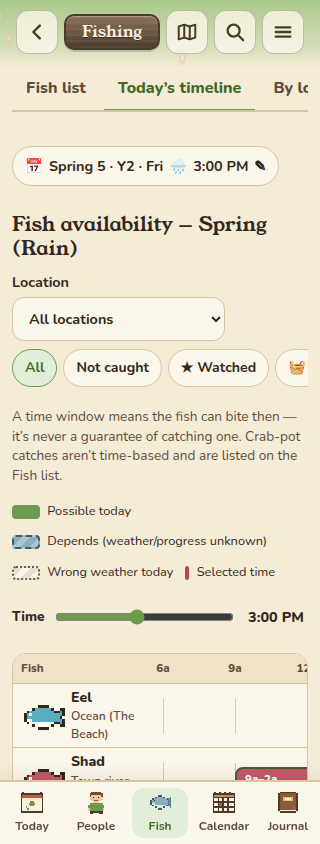 Fishing
Fish list Today's timeline By lo
📅 Spring 5 · Y2 · Fri 🌧️ 3:00 PM ✎
Fish availability — Spring
(Rain)
Location
All locations
All Not caught ★ Watched 🧺
A time window means the fish can bite then —
it's never a guarantee of catching one. Crab-pot
catches aren't time-based and are listed on the
Fish list.
Possible today
Depends (weather/progress unknown)
Wrong weather today Selected time
Time 3:00 PM
Fish 6a 9a 12
Eel
Ocean (The
Beach)
Shad
Town river
9a–2a
Today People Fish Calendar Journal